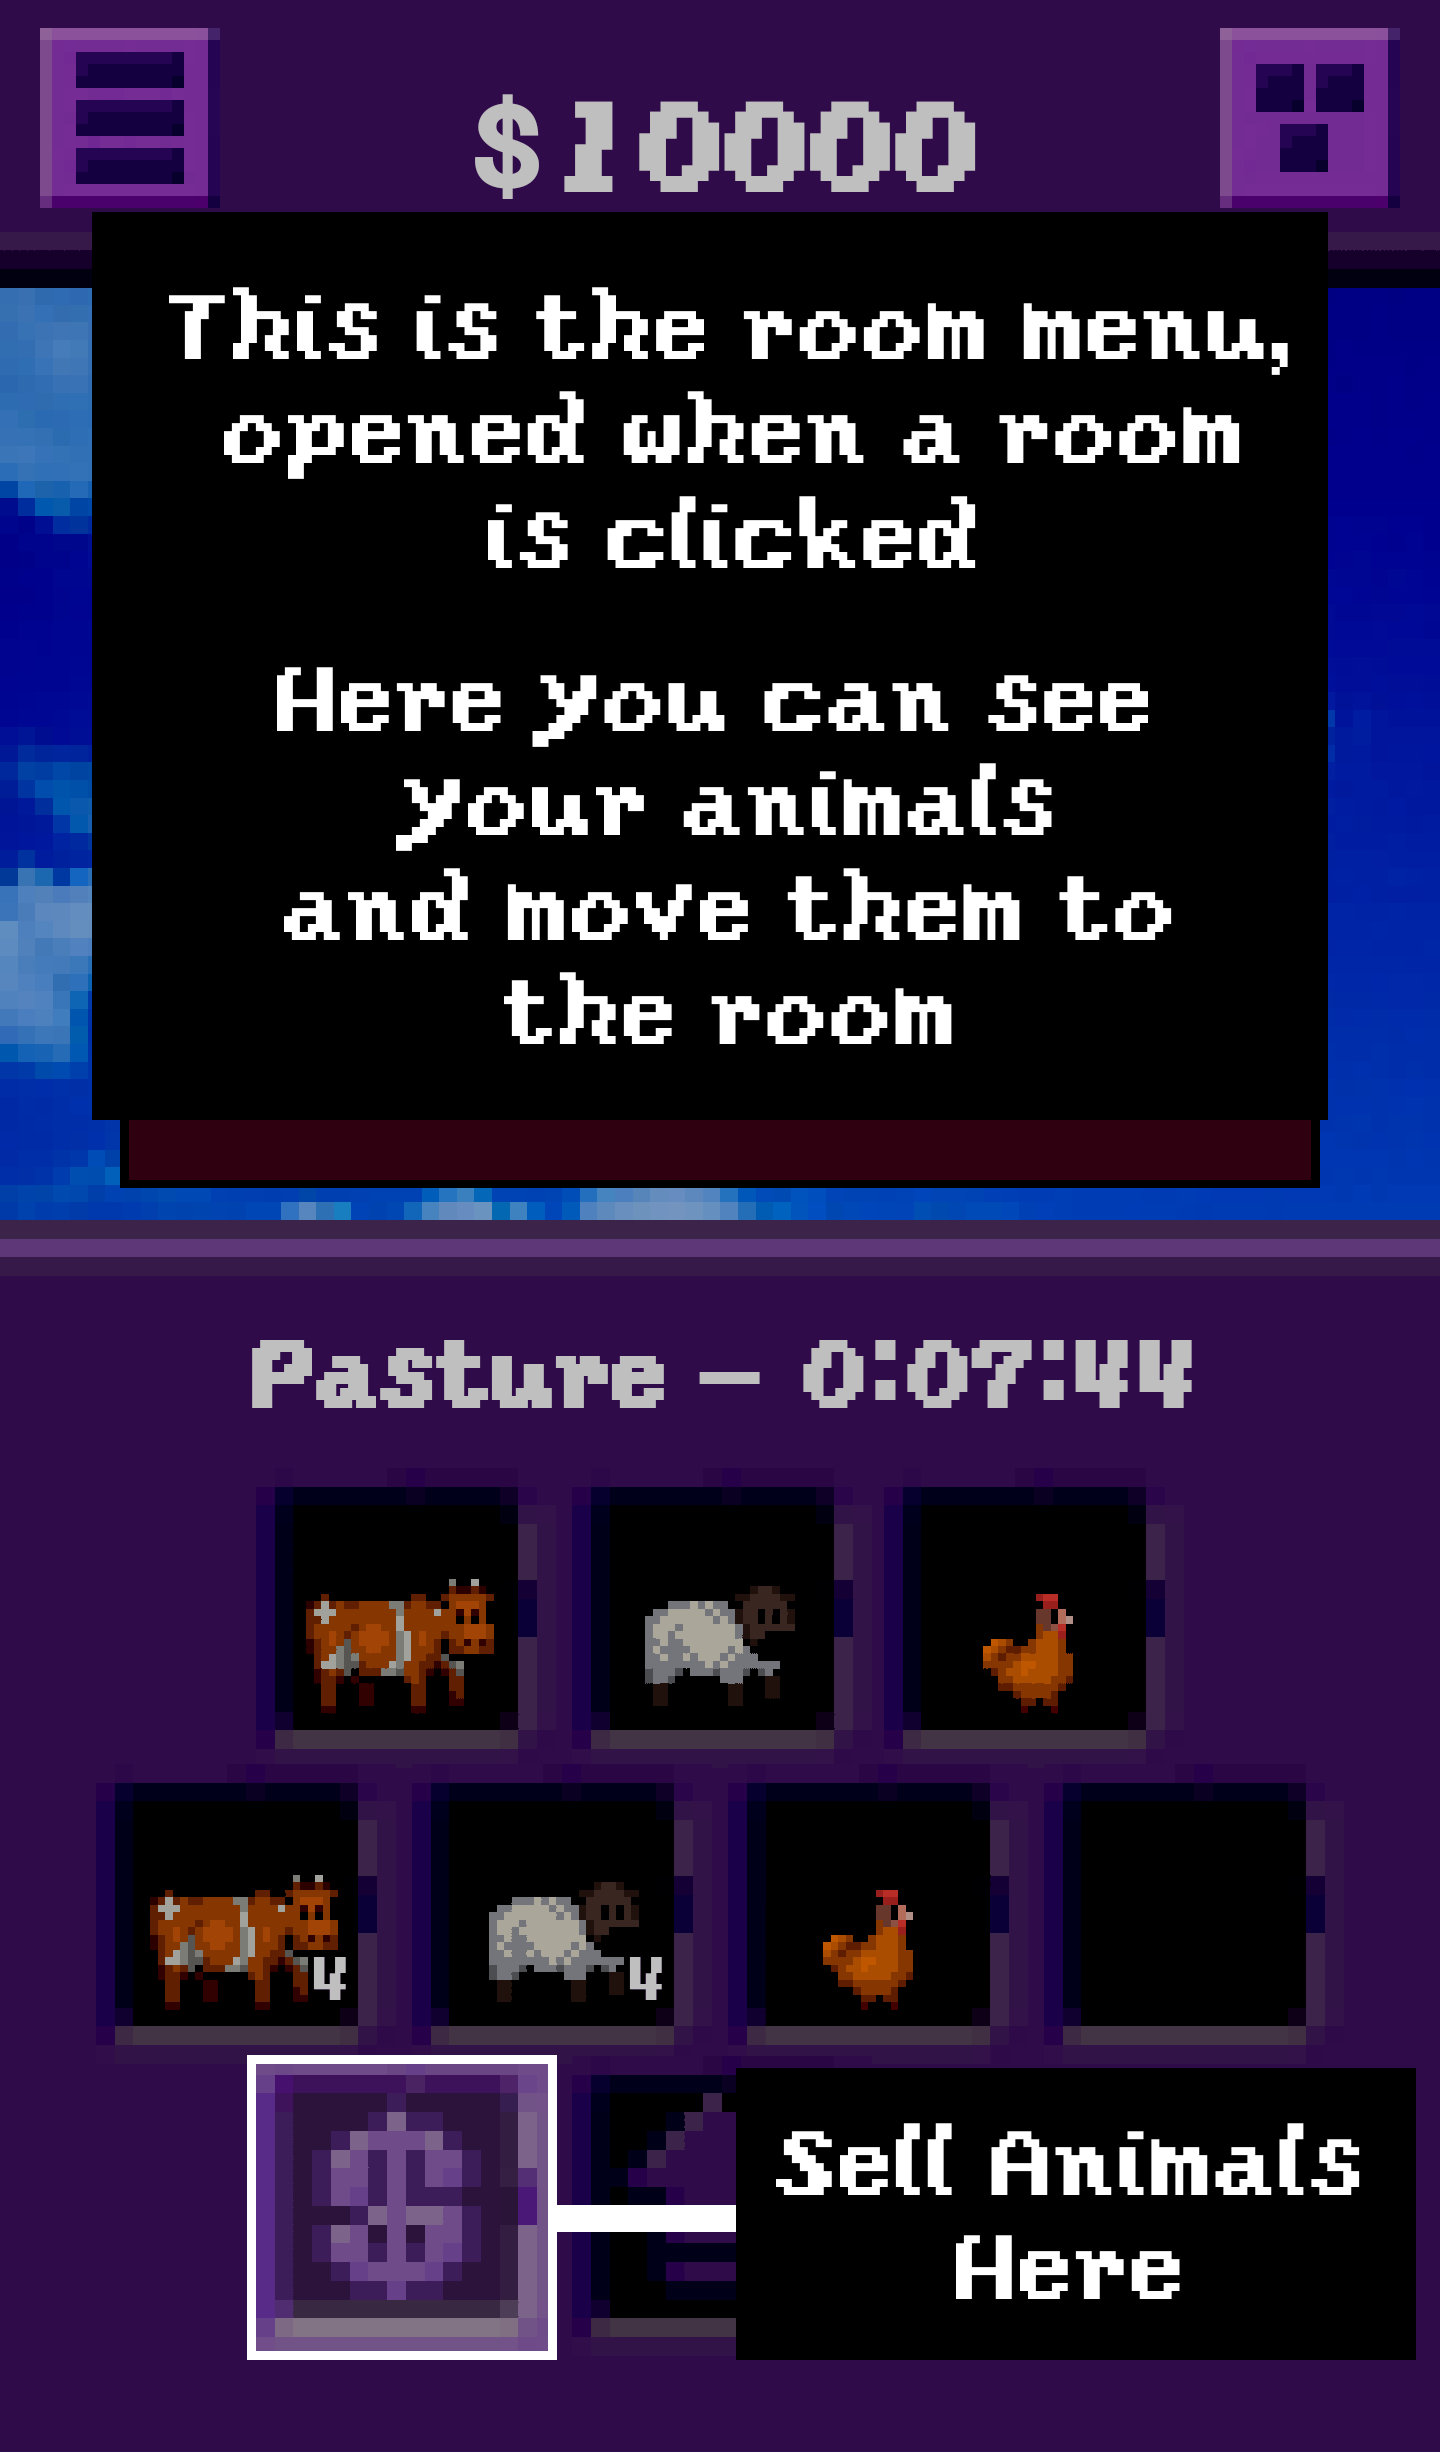 $10000
This is the room menu,
opened when a room
is clicked
Here you can see
your animals
and move them to
the room
Pasture - 0:07:44
4
4
$
Sell Animals
Here